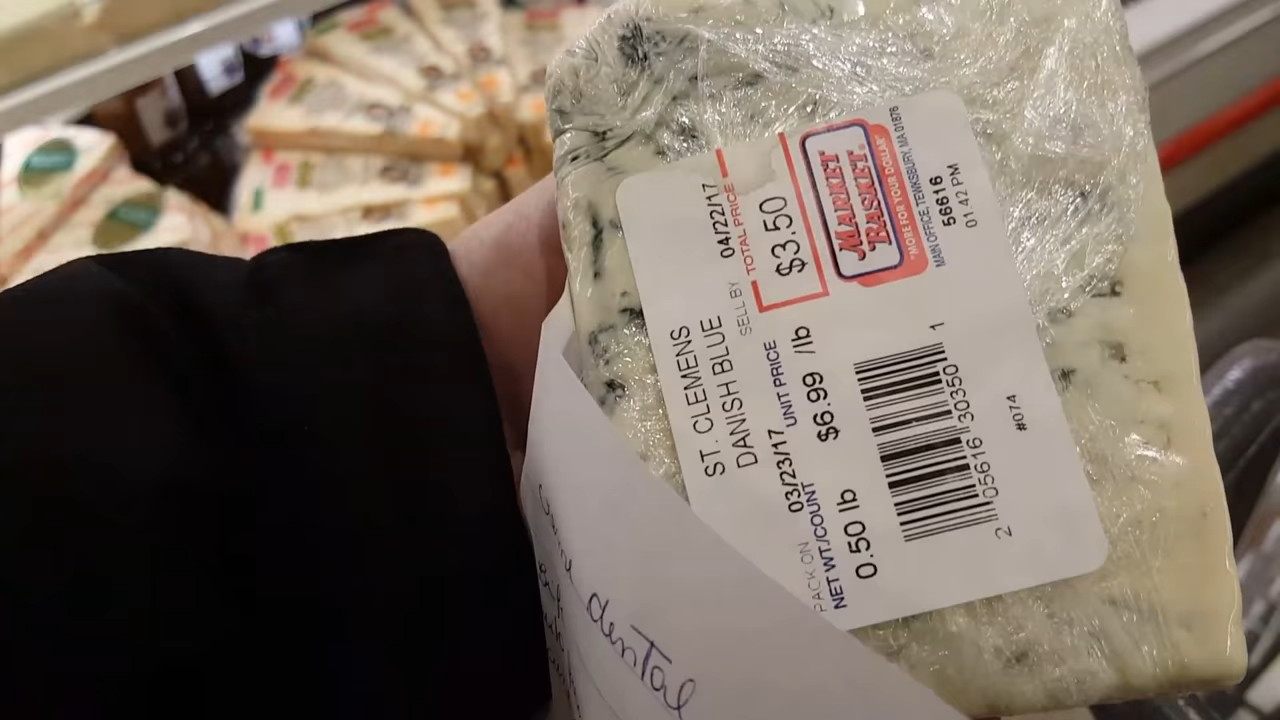 ST. CLEMENS
DANISH BLUE
SELL BY 04/22/17
TOTAL PRICE
$3.50
PACK ON 03/23/17
UNIT PRICE
NET WT/COUNT
0.50 lb $6.99 /lb
MARKET
BASKET®
"MORE FOR YOUR DOLLAR"
MAIN OFFICE, TEWKSBURY, MA 01876
56616
01:42 PM
2 05616 30350 1
#074
dental